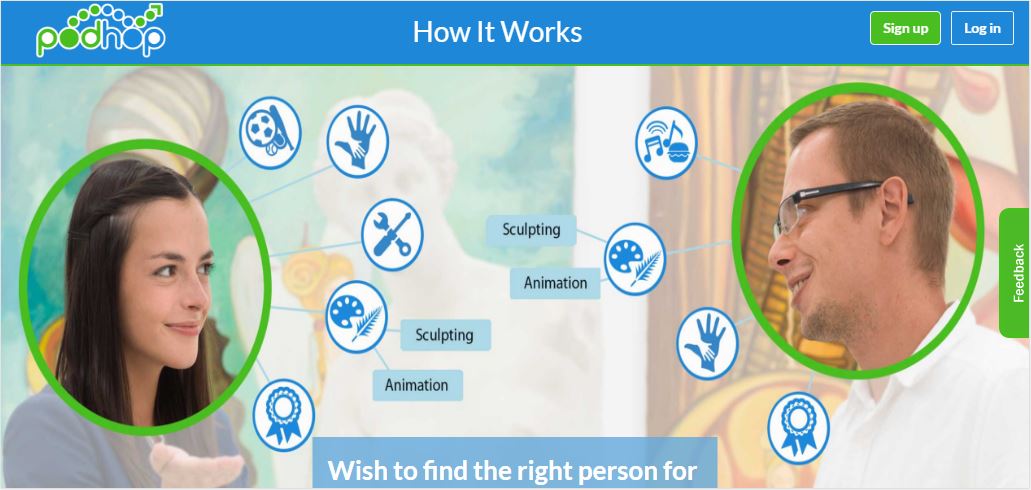 podhop
How It Works
Sign up
Log in
Sculpting
Animation
Sculpting
Animation
Feedback
Wish to find the right person for